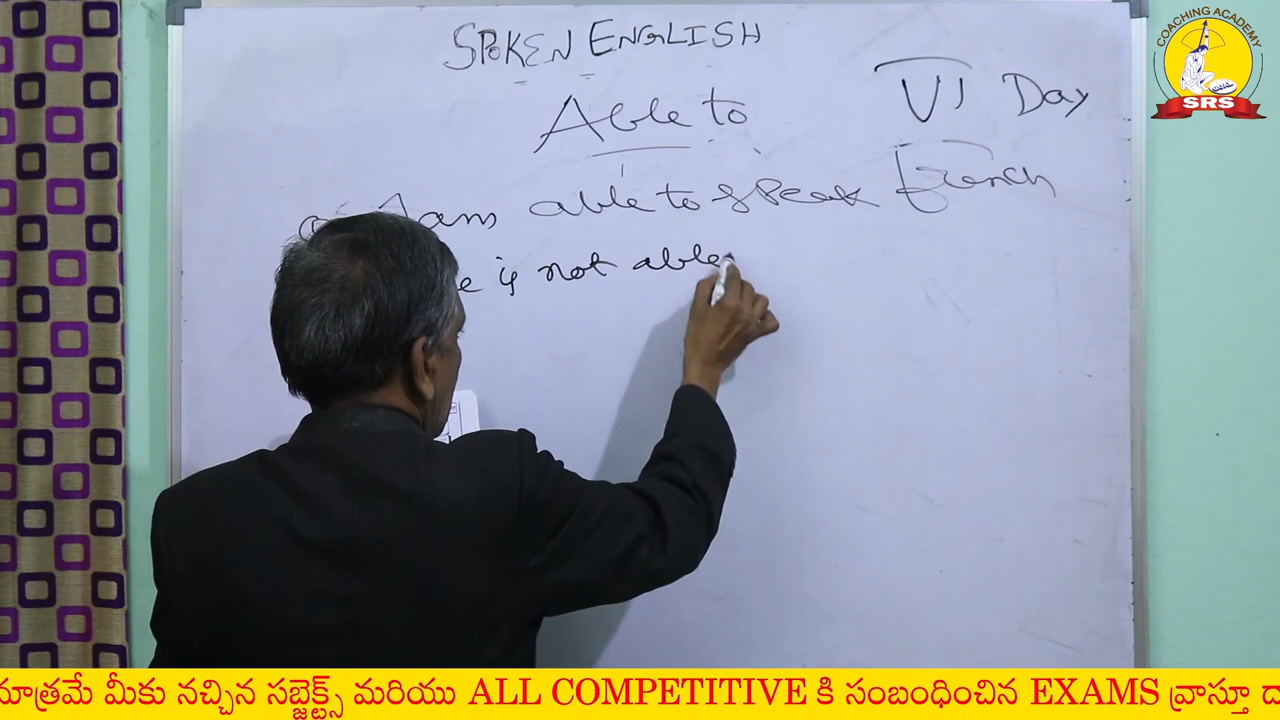 COACHING ACADEMY
SRS
SPOKEN ENGLISH
VI Day
Able to
I am able to speak french
is not able
మీకు నచ్చిన సబ్జెక్ట్స్ మరియు ALL COMPETITIVE కి సంబంధించిన EXAMS వ్రాస్తూ